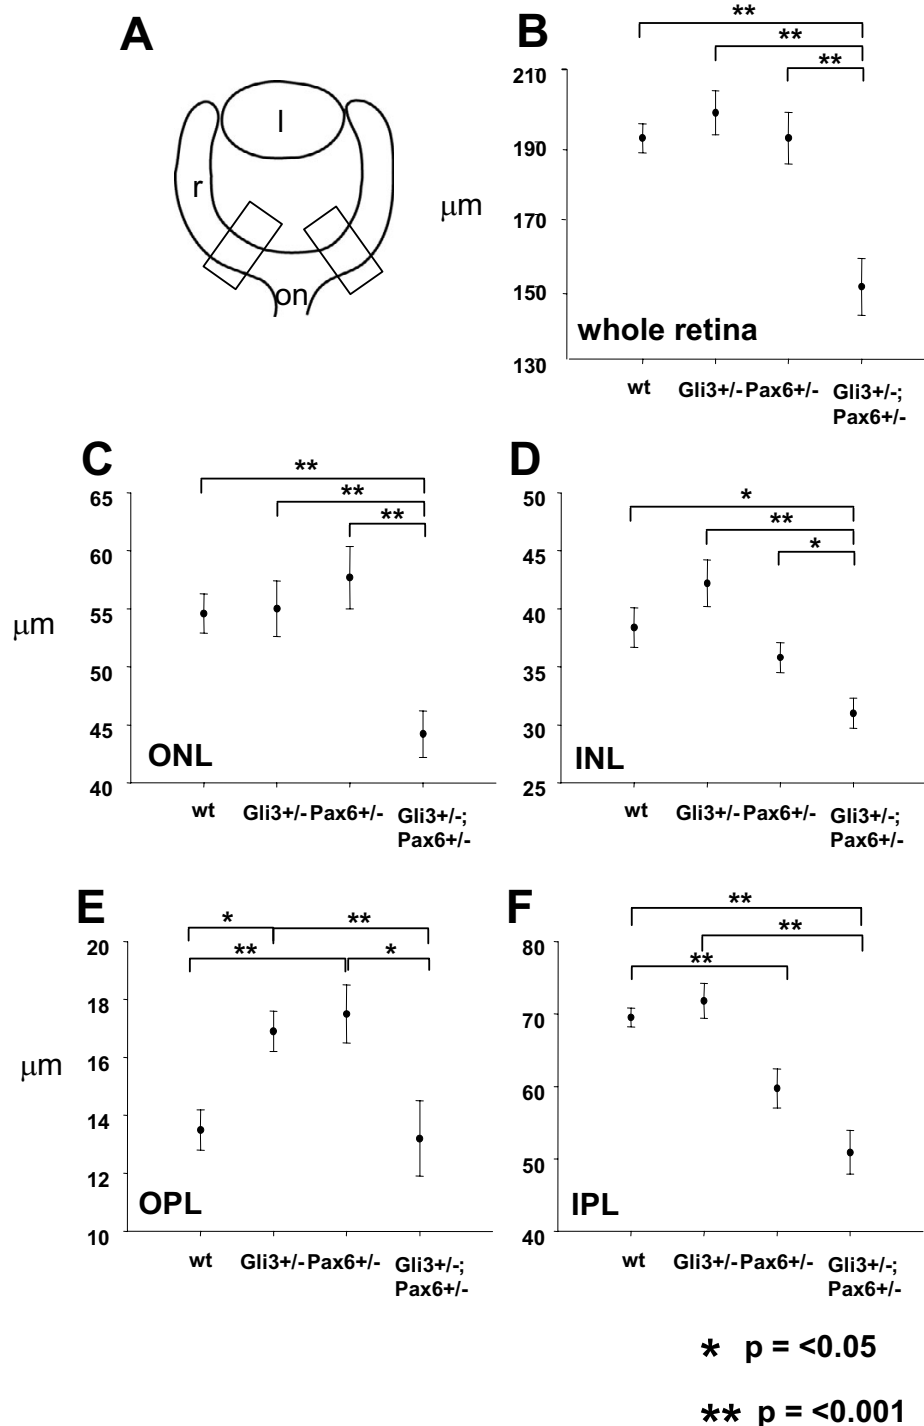 A
l
r
on
B
**
**
**
210
190
170
150
130
μm
whole retina
wt
Gli3+/-
Pax6+/-
Gli3+/-;
Pax6+/-
C
**
**
**
65
60
55
50
45
40
μm
ONL
wt
Gli3+/-
Pax6+/-
Gli3+/-;
Pax6+/-
D
*
**
*
50
45
40
35
30
25
INL
wt
Gli3+/-
Pax6+/-
Gli3+/-;
Pax6+/-
E
*
**
**
*
20
18
16
14
12
10
μm
OPL
wt
Gli3+/-
Pax6+/-
Gli3+/-;
Pax6+/-
F
**
**
**
80
70
60
50
40
IPL
wt
Gli3+/-
Pax6+/-
Gli3+/-;
Pax6+/-
* p = <0.05
** p = <0.001